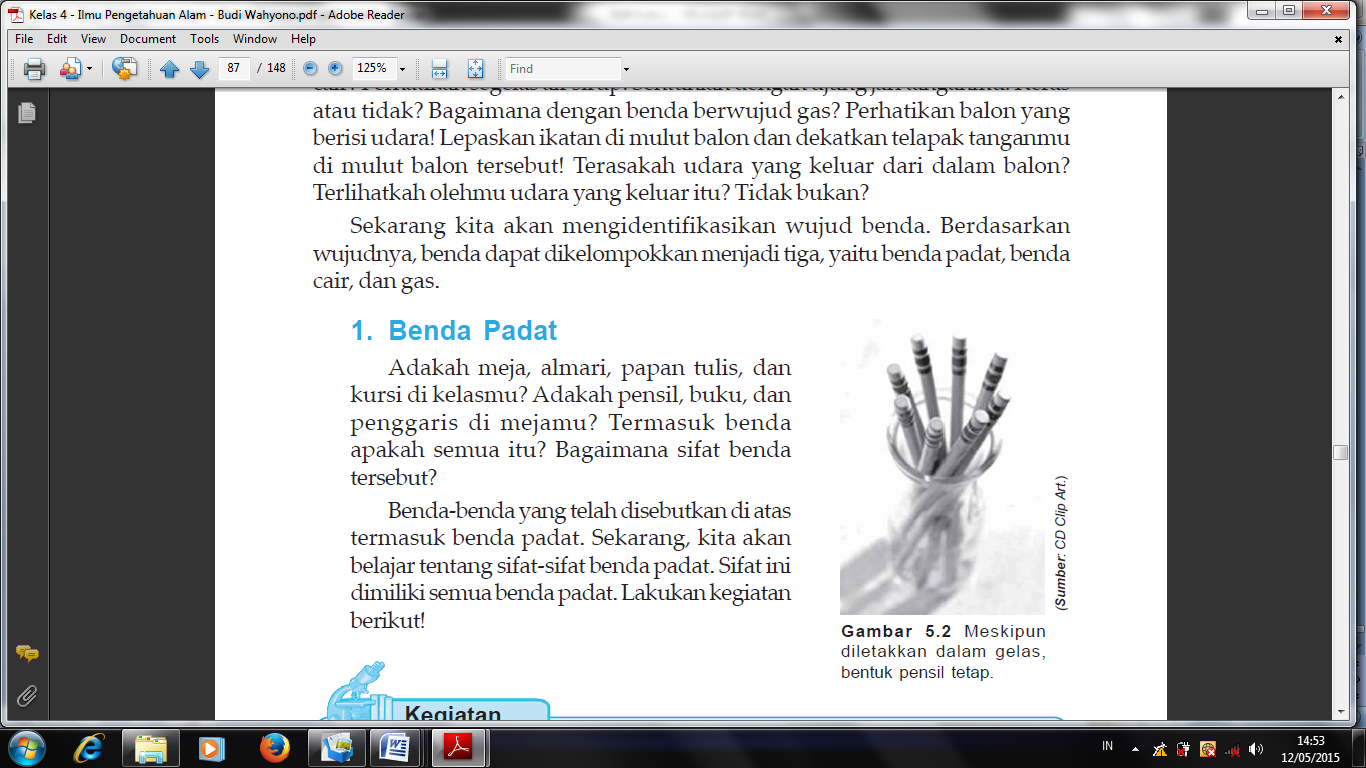 Kelas 4 - Ilmu Pengetahuan Alam - Budi Wahyono.pdf - Adobe Reader
File Edit View Document Tools Window Help
87 / 148 125% Find
atau tidak? Bagaimana dengan benda berwujud gas? Perhatikan balon yang
berisi udara! Lepaskan ikatan di mulut balon dan dekatkan telapak tanganmu
di mulut balon tersebut! Terasakah udara yang keluar dari dalam balon?
Terlihatkah olehmu udara yang keluar itu? Tidak bukan?
Sekarang kita akan mengidentifikasikan wujud benda. Berdasarkan
wujudnya, benda dapat dikelompokkan menjadi tiga, yaitu benda padat, benda
cair, dan gas.
1. Benda Padat
Adakah meja, almari, papan tulis, dan
kursi di kelasmu? Adakah pensil, buku, dan
penggaris di mejamu? Termasuk benda
apakah semua itu? Bagaimana sifat benda
tersebut?
Benda-benda yang telah disebutkan di atas
termasuk benda padat. Sekarang, kita akan
belajar tentang sifat-sifat benda padat. Sifat ini
dimiliki semua benda padat. Lakukan kegiatan
berikut!
(Sumber: CD Clip Art.)
Gambar 5.2 Meskipun
diletakkan dalam gelas,
bentuk pensil tetap.
Kegiatan
IN 14:53
12/05/2015